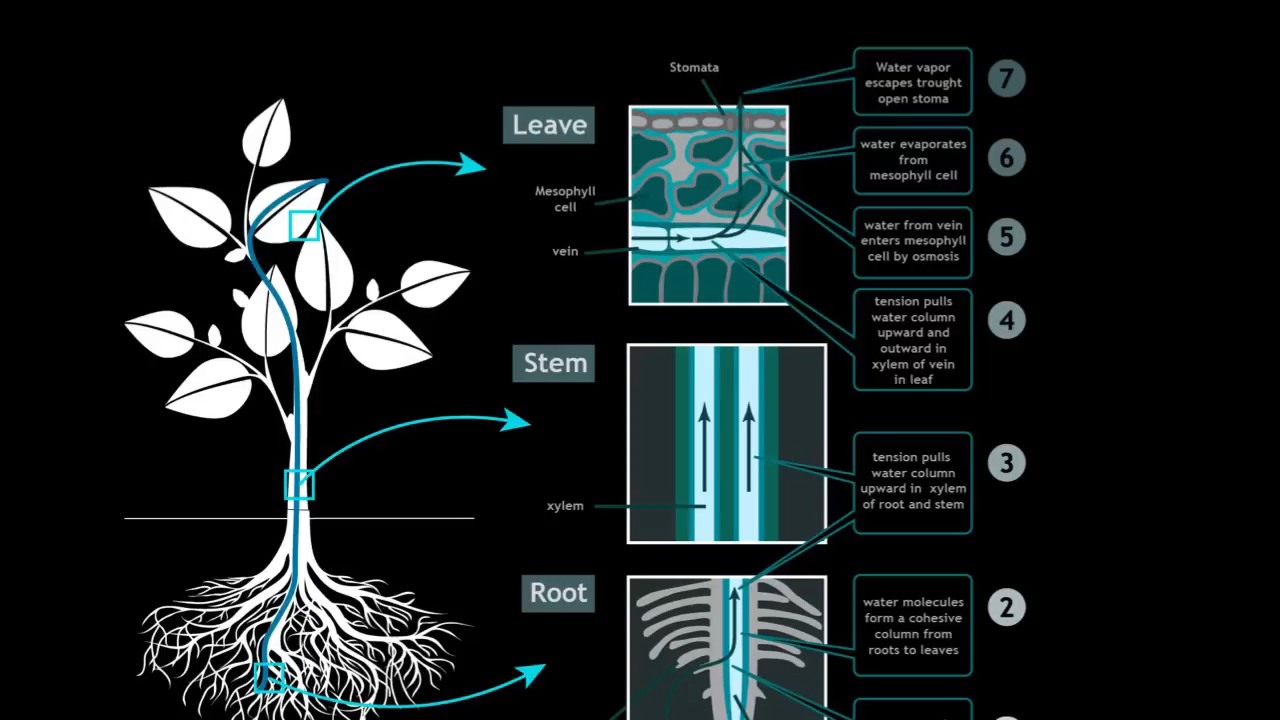 Stomata
Leave
Mesophyll
cell
vein
Water vapor
escapes trought
open stoma
7
water evaporates
from
mesophyll cell
6
water from vein
enters mesophyll
cell by osmosis
5
tension pulls
water column
upward and
outward in
xylem of vein
in leaf
4
Stem
xylem
tension pulls
water column
upward in xylem
of root and stem
3
Root
water molecules
form a cohesive
column from
roots to leaves
2